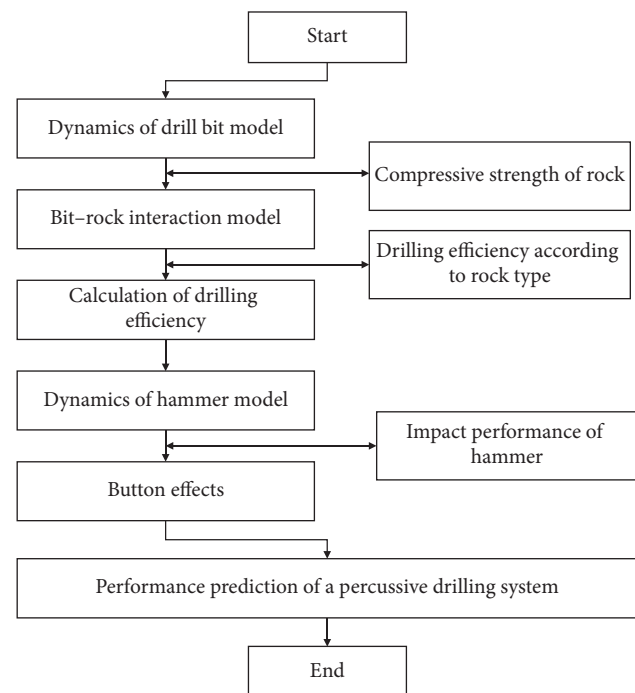 Start
Dynamics of drill bit model
Compressive strength of rock
Bit–rock interaction model
Drilling efficiency according
to rock type
Calculation of drilling
efficiency
Dynamics of hammer model
Impact performance of
hammer
Button effects
Performance prediction of a percussive drilling system
End